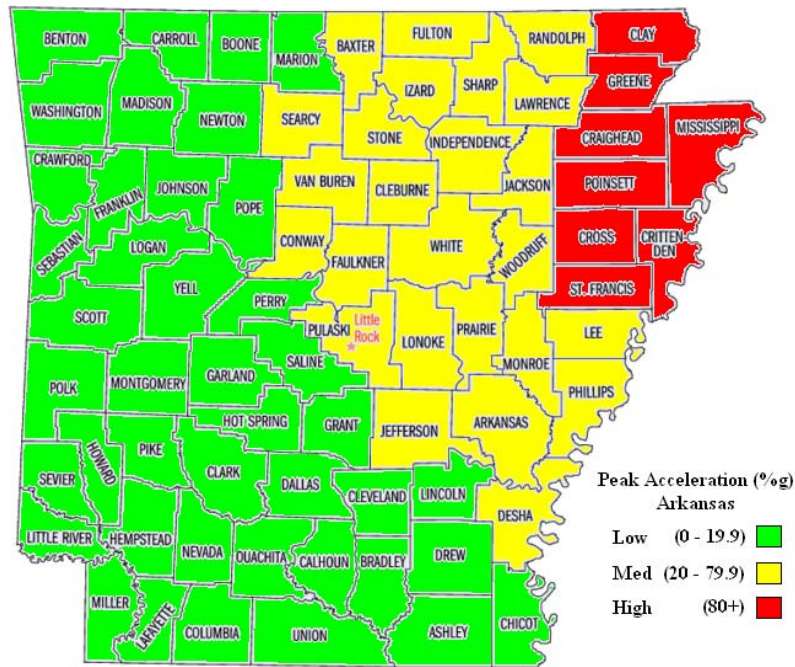 BENTON
CARROLL
BOONE
MARION
BAXTER
FULTON
RANDOLPH
CLAY
GREENE
WASHINGTON
MADISON
NEWTON
SEARCY
IZARD
SHARP
LAWRENCE
STONE
INDEPENDENCE
CRAIGHEAD
MISSISSIPPI
CRAWFORD
FRANKLIN
JOHNSON
POPE
VAN BUREN
CLEBURNE
JACKSON
POINSETT
SEBASTIAN
LOGAN
CONWAY
FAULKNER
WHITE
WOODRUFF
CROSS
CRITTEN
DEN
YELL
PERRY
ST. FRANCIS
SCOTT
PULASKI
Little
Rock
LONOKE
PRAIRIE
LEE
SALINE
MONROE
POLK
MONTGOMERY
GARLAND
PHILLIPS
HOT SPRING
GRANT
JEFFERSON
ARKANSAS
HOWARD
PIKE
SEVIER
CLARK
DALLAS
CLEVELAND
LINCOLN
DESHA
LITTLE RIVER
HEMPSTEAD
NEVADA
OUACHITA
CALHOUN
BRADLEY
DREW
MILLER
LAFAYETTE
COLUMBIA
UNION
ASHLEY
CHICOT
Peak Acceleration (%g)
Arkansas
Low (0 - 19.9)
Med (20 - 79.9)
High (80+)